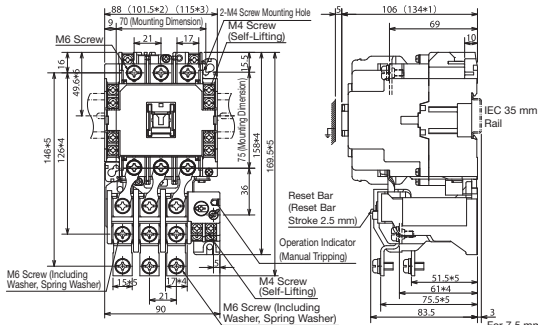 88 (101.5*2) (115*3)
9
70 (Mounting Dimension)
21
17
2-M4 Screw Mounting Hole
M4 Screw
(Self-Lifting)
M6 Screw
16
49.6*5
146*5
126*4
15.5
75 (Mounting Dimension)
158*4
169.5*5
36
M6 Screw (Including
Washer, Spring Washer)
15*5
17*4
21
90
5
M4 Screw
(Self-Lifting)
M6 Screw (Including
Washer, Spring Washer)
Reset Bar
(Reset Bar
Stroke 2.5 mm)
Operation Indicator
(Manual Tripping)
5
106 (134*1)
69
10
IEC 35 mm
Rail
51.5*5
61*4
75.5*5
83.5
3